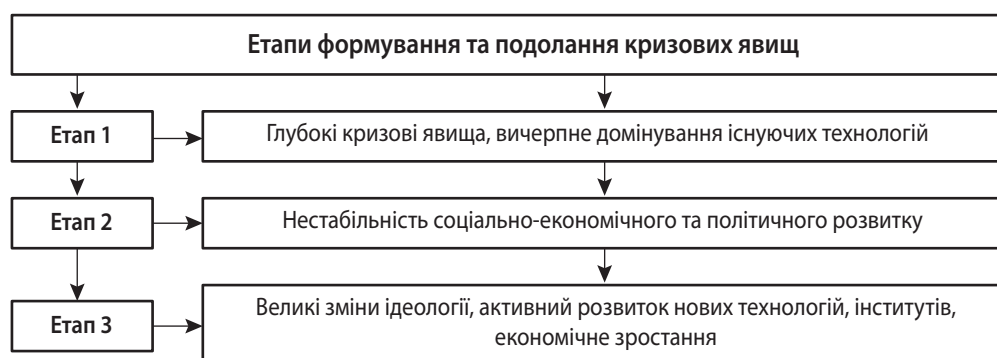 Етапи формування та подолання кризових явищ
Етап 1
Глубокі кризові явища, вичерпне домінування існуючих технологій
Етап 2
Нестабільність соціально-економічного та політичного розвитку
Етап 3
Великі зміни ідеології, активний розвиток нових технологій, інститутів,
економічне зростання